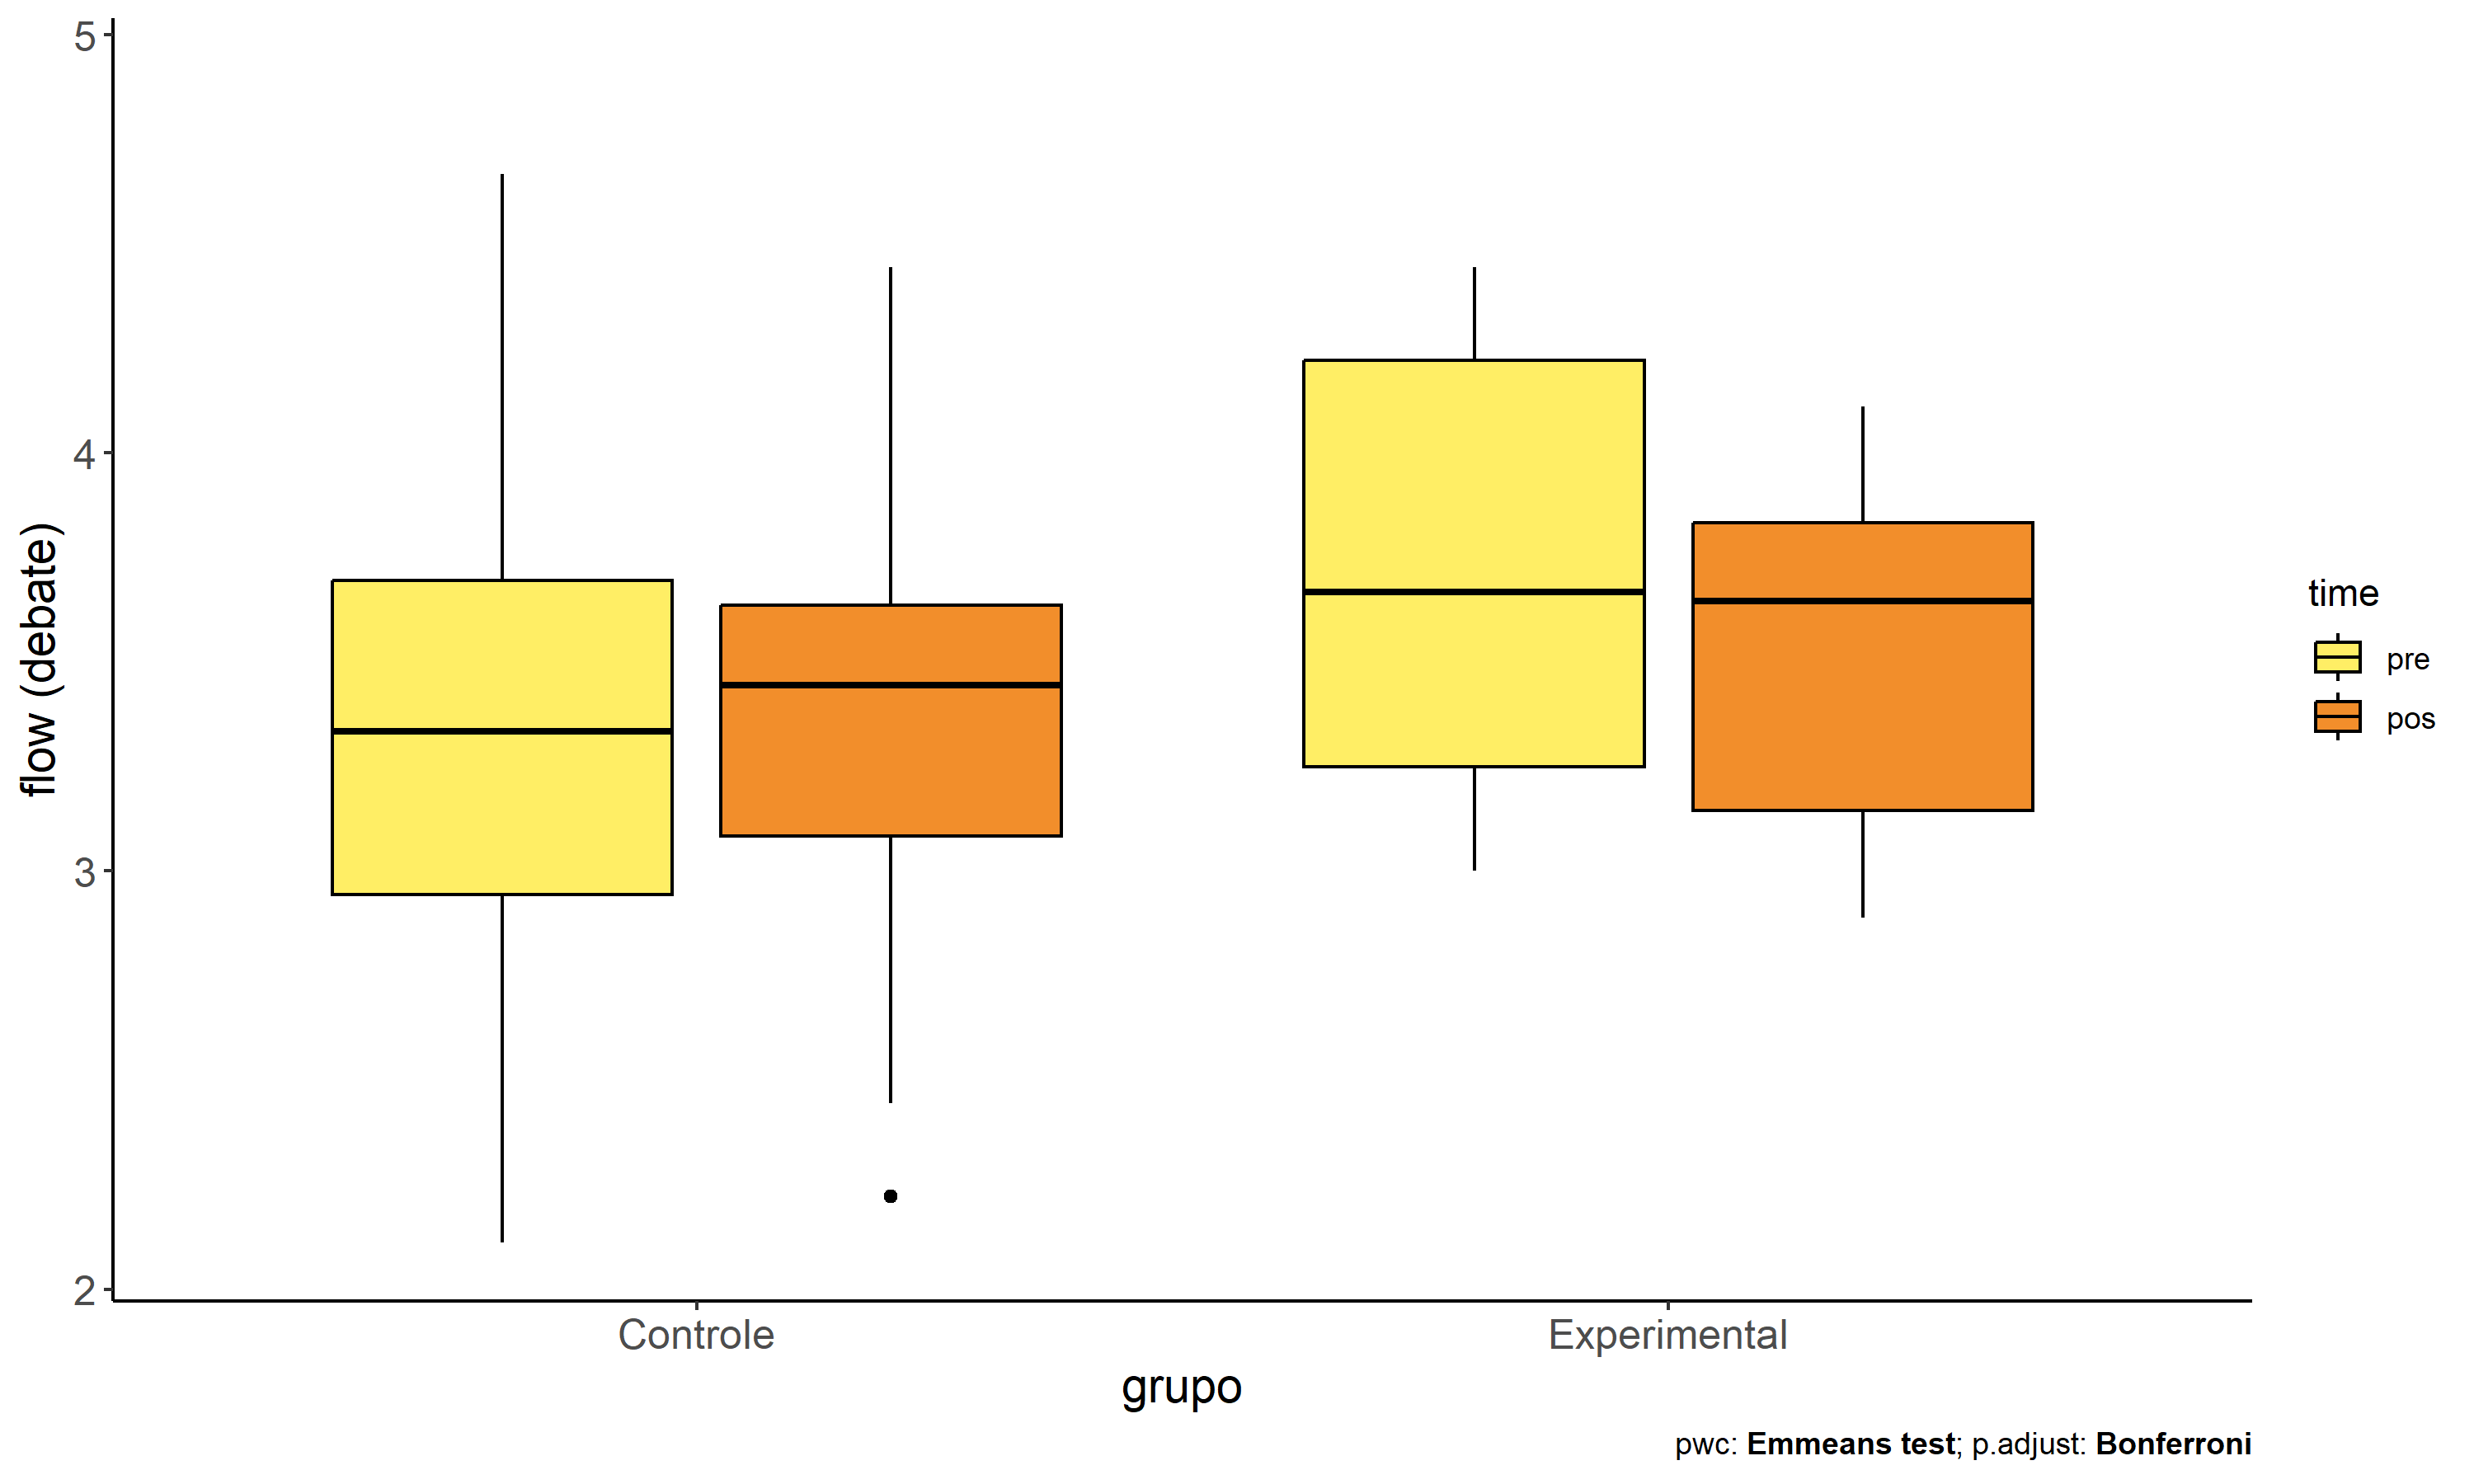 5
4
3
2
flow (debate)
Controle
Experimental
grupo
time
pre
pos
pwc: Emmeans test; p.adjust: Bonferroni